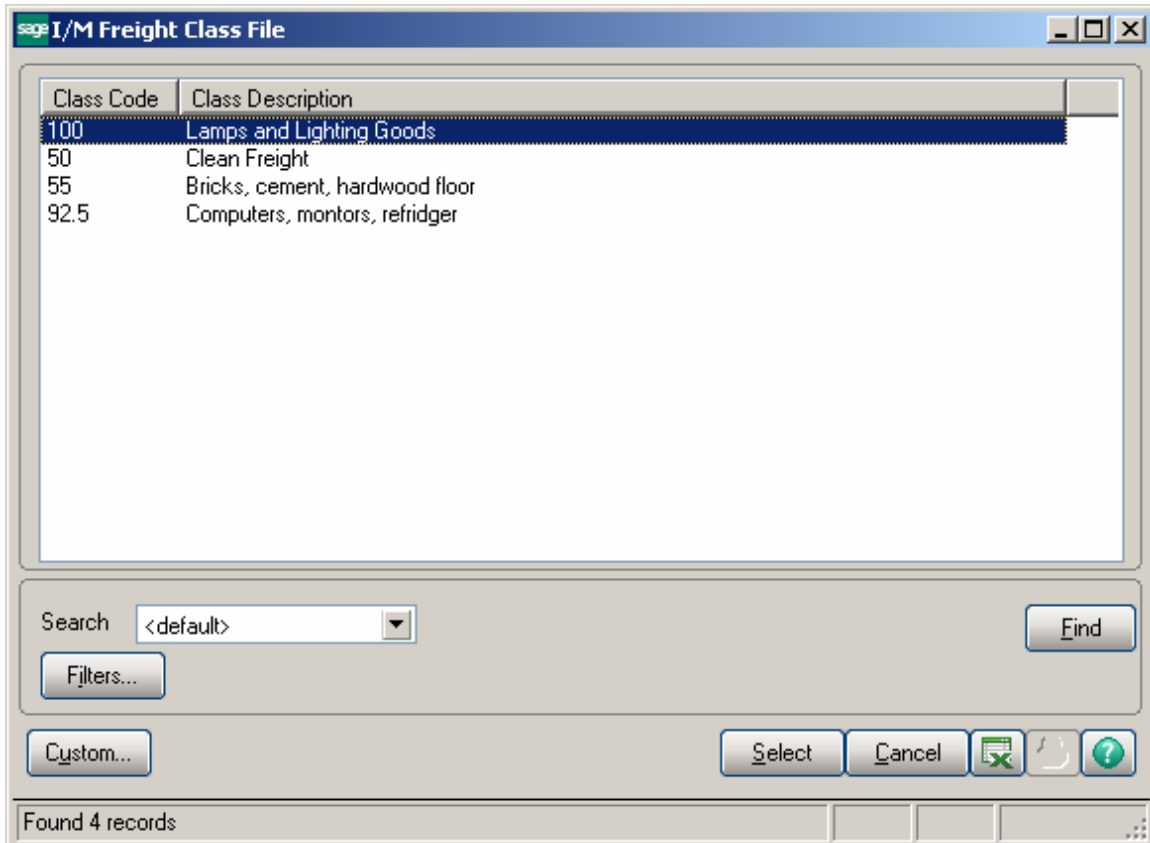 sage I/M Freight Class File
Class Code Class Description
100 Lamps and Lighting Goods
50 Clean Freight
55 Bricks, cement, hardwood floor
92.5 Computers, montors, refridger
Search <default> Find
Filters...
Custom... Select Cancel ?
Found 4 records